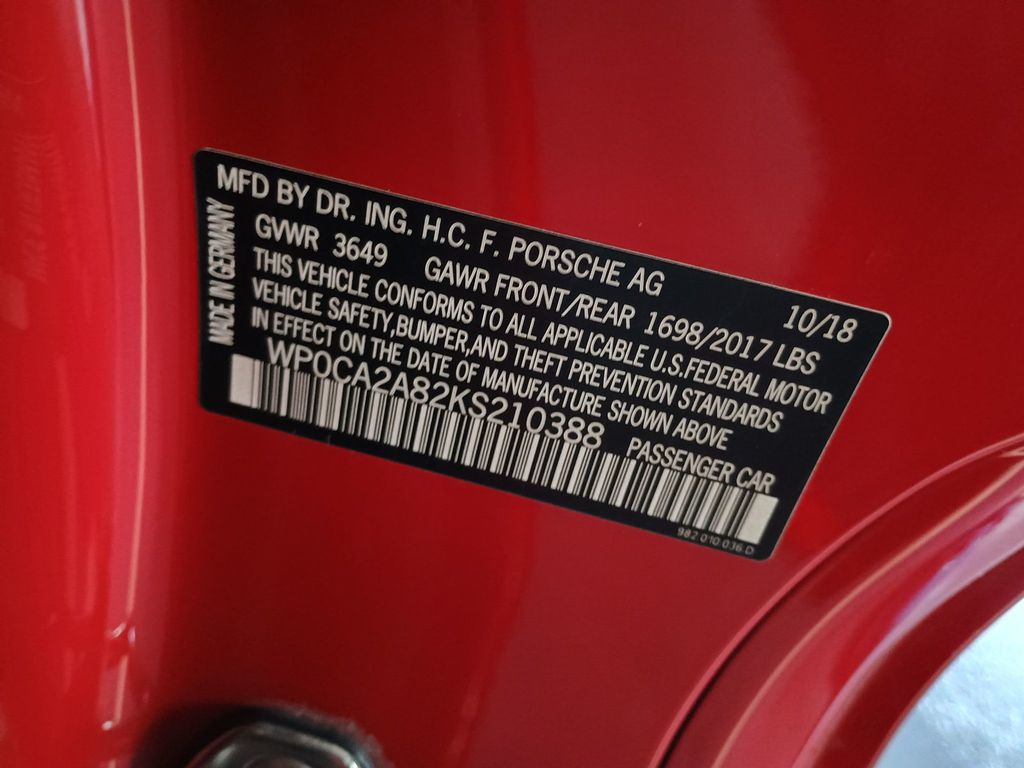 MFD BY DR. ING. H.C. F. PORSCHE AG 10/18
GVWR 3649 GAWR FRONT/REAR 1698/2017 LBS
THIS VEHICLE CONFORMS TO ALL APPLICABLE U.S.FEDERAL MOTOR
VEHICLE SAFETY,BUMPER,AND THEFT PREVENTION STANDARDS
IN EFFECT ON THE DATE OF MANUFACTURE SHOWN ABOVE
WP0CA2A82KS210388 PASSENGER CAR
982 010 036 D
MADE IN GERMANY